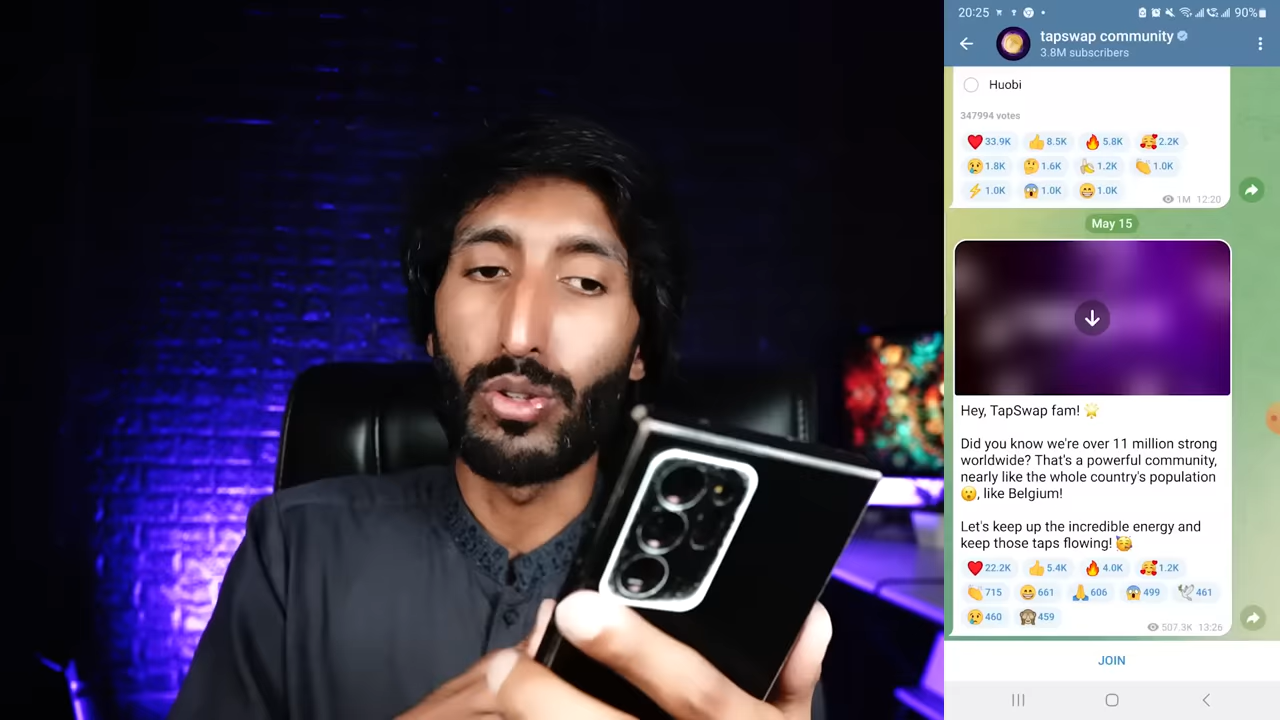 20:25
90%
tapswap community
3.8M subscribers
Huobi
347994 votes
❤️ 33.9K 👍 8.5K 🔥 5.8K 🥰 2.2K
😢 1.8K 🤔 1.6K 🍌 1.2K 👏 1.0K
⚡ 1.0K 😱 1.0K 😁 1.0K
1M 12:20
May 15
Hey, TapSwap fam! 🌟
Did you know we're over 11 million strong
worldwide? That's a powerful community,
nearly like the whole country's population
😮, like Belgium!
Let's keep up the incredible energy and
keep those taps flowing! 🥳
❤️ 22.2K 👍 5.4K 🔥 4.0K 🥰 1.2K
👏 715 😁 661 🙏 606 😱 499 🕊 461
😢 460 🙈 459
507.3K 13:26
JOIN